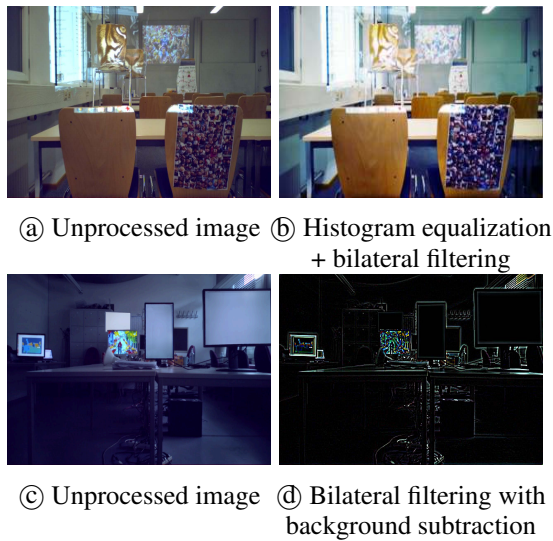 ⓐ Unprocessed image
ⓑ Histogram equalization
+ bilateral filtering
ⓒ Unprocessed image
ⓓ Bilateral filtering with
background subtraction